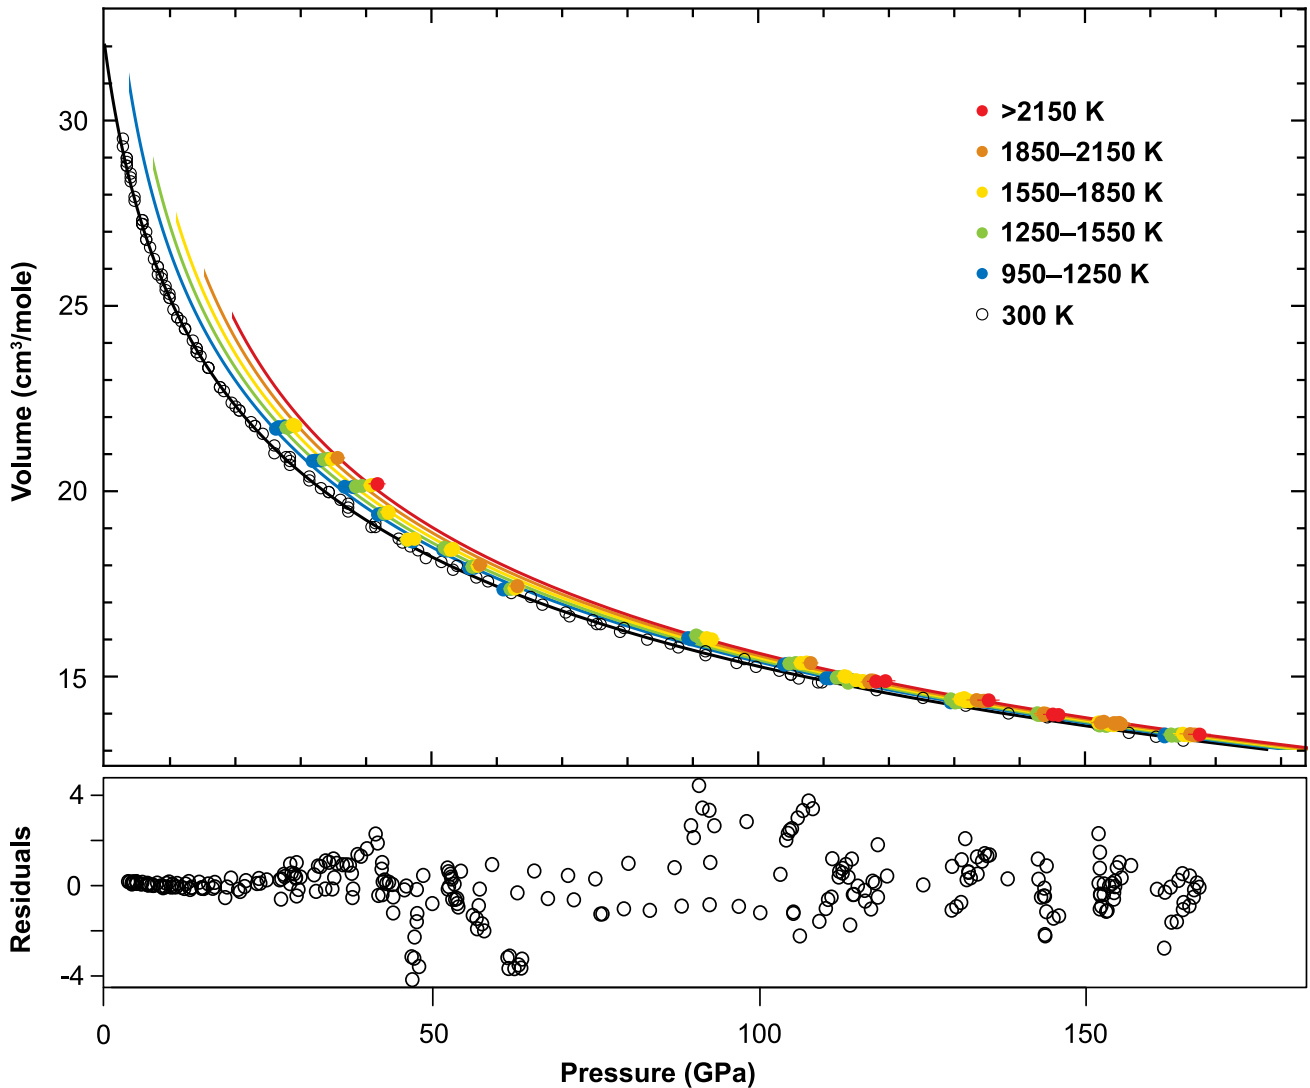 30
25
20
15
Volume (cm³/mole)
>2150 K
1850–2150 K
1550–1850 K
1250–1550 K
950–1250 K
300 K
4
0
-4
Residuals
0
50
100
150
Pressure (GPa)